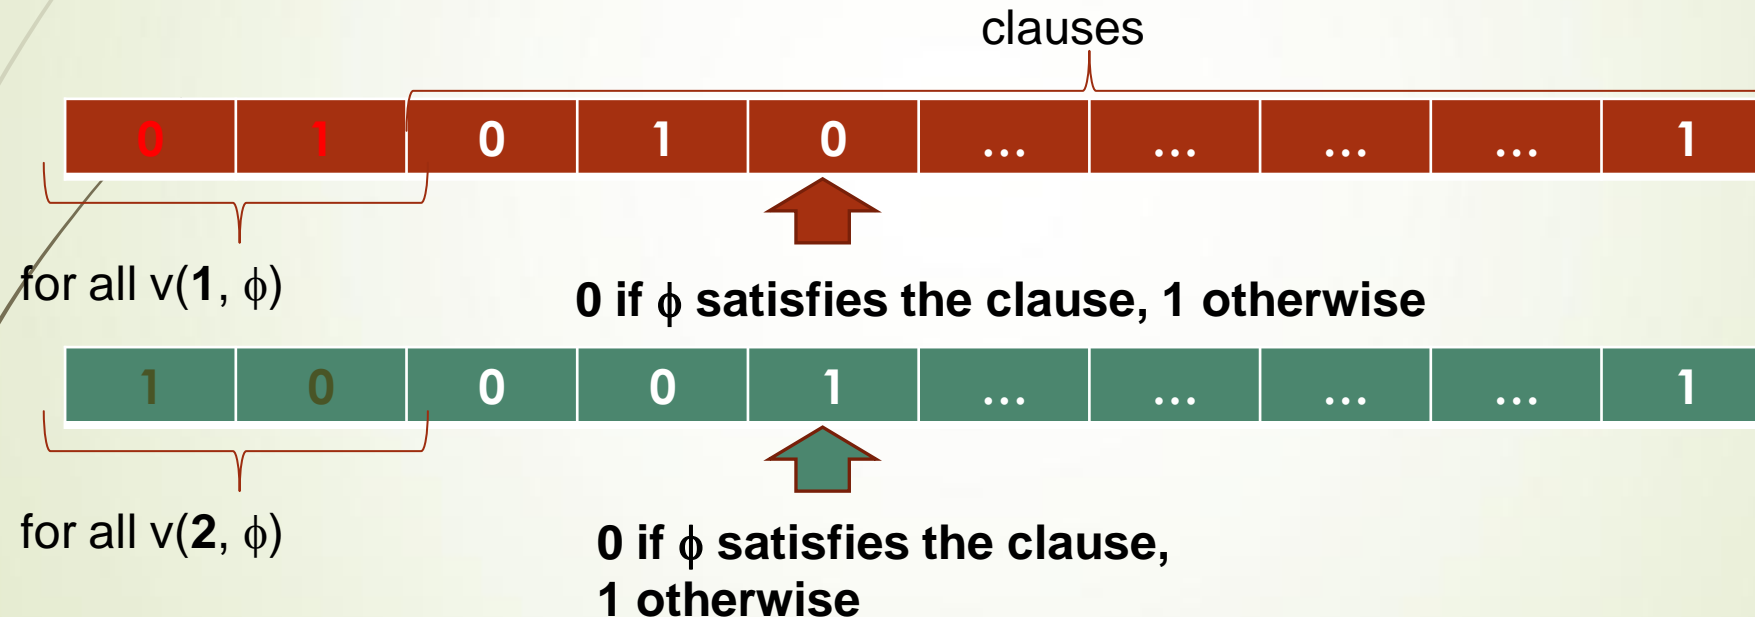 clauses
0 1 0 1 0 ... ... ... ... 1
for all v(1, ϕ)
0 if ϕ satisfies the clause, 1 otherwise
1 0 0 0 1 ... ... ... ... 1
for all v(2, ϕ)
0 if ϕ satisfies the clause,
1 otherwise